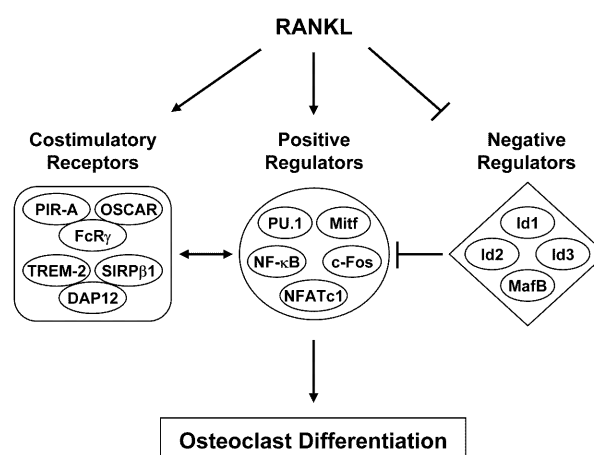 RANKL
Costimulatory
Receptors
Positive
Regulators
Negative
Regulators
PIR-A
OSCAR
FcRγ
TREM-2
SIRPβ1
DAP12
PU.1
Mitf
NF-κB
c-Fos
NFATc1
Id1
Id2
Id3
MafB
Osteoclast Differentiation